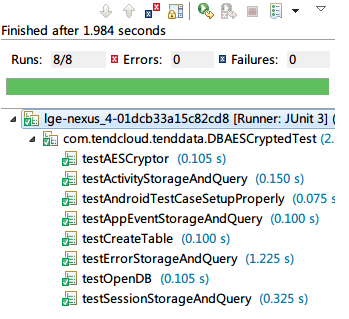 Finished after 1.984 seconds
Runs: 8/8 Errors: 0 Failures: 0
lge-nexus_4-01dcb33a15c82cd8 [Runner: JUnit 3]
com.tendcloud.tenddata.DBAESCryptedTest (2.
testAESCryptor (0.105 s)
testActivityStorageAndQuery (0.150 s)
testAndroidTestCaseSetupProperly (0.075 s
testAppEventStorageAndQuery (0.100 s)
testCreateTable (0.100 s)
testErrorStorageAndQuery (1.225 s)
testOpenDB (0.105 s)
testSessionStorageAndQuery (0.325 s)